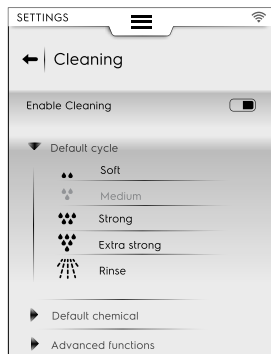 SETTINGS
Cleaning
Enable Cleaning
Default cycle
Soft
Medium
Strong
Extra strong
Rinse
Default chemical
Advanced functions